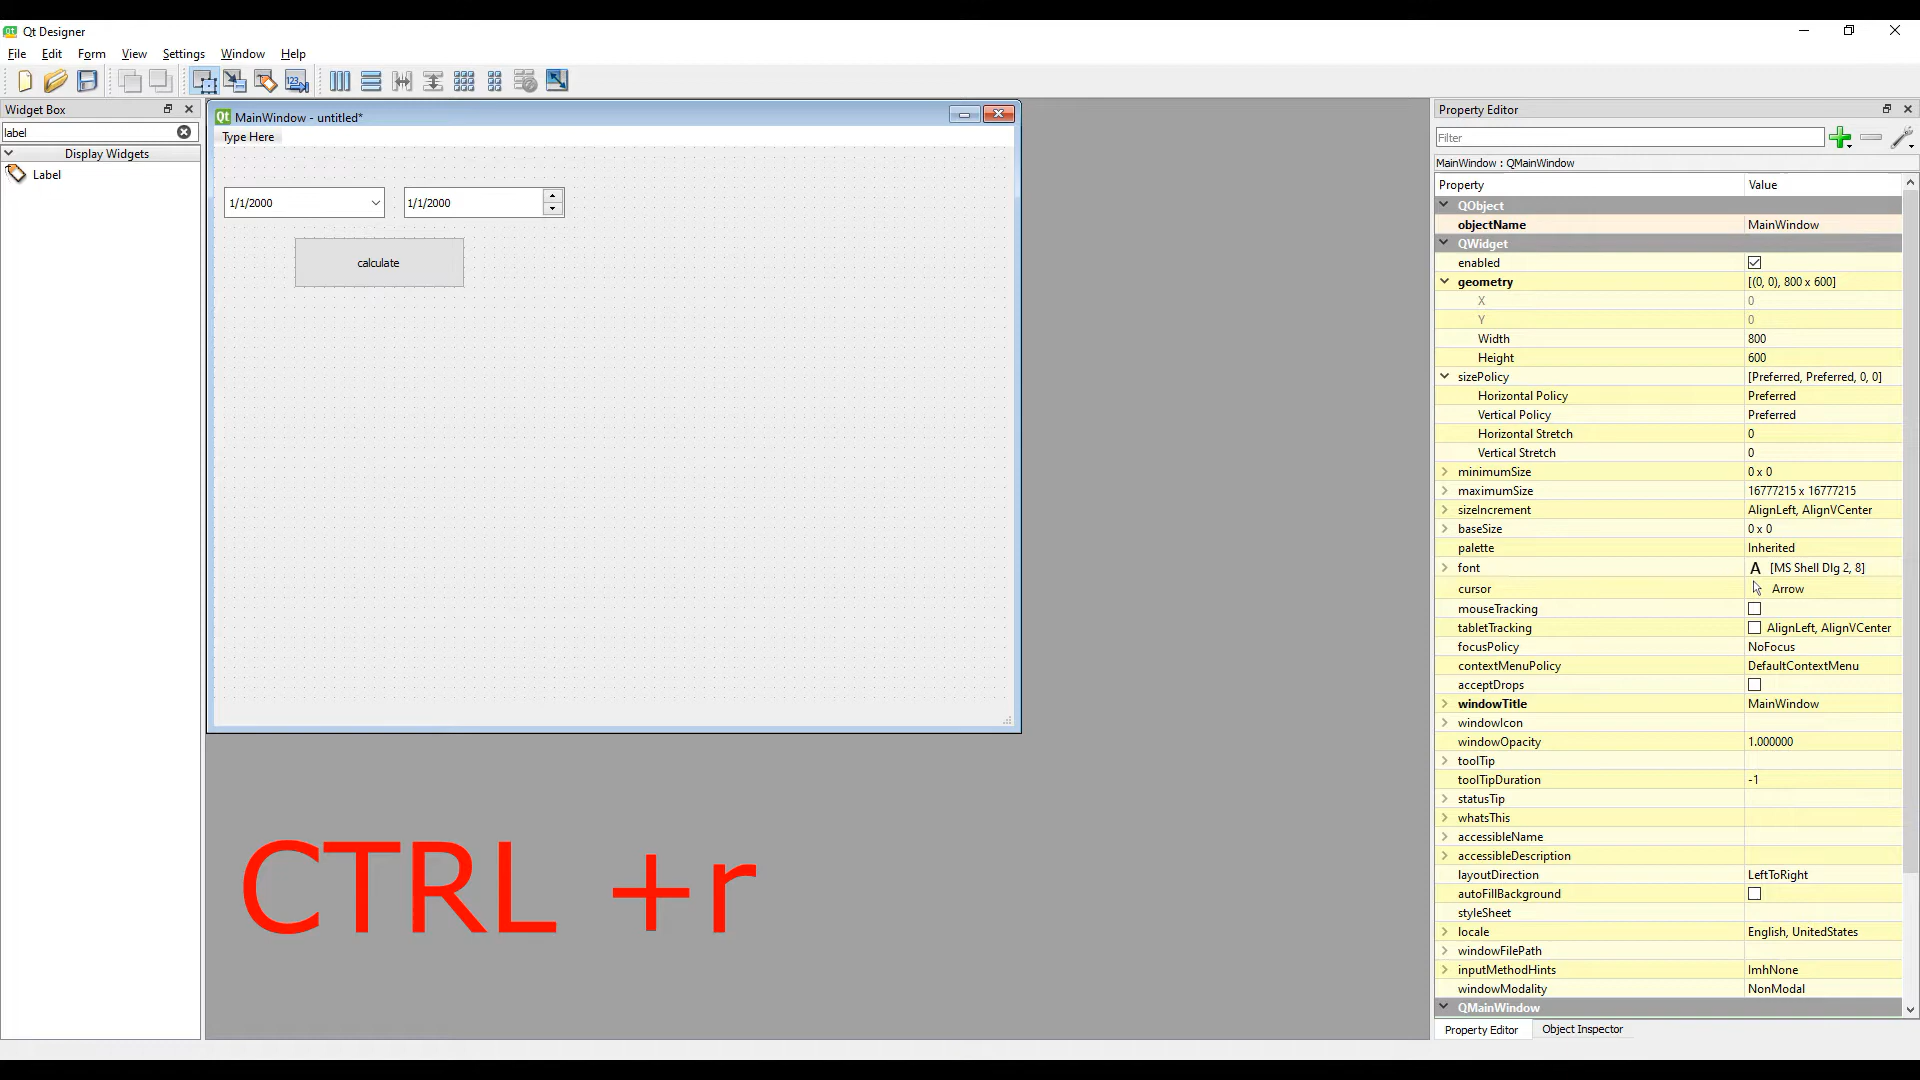 Qt Designer
File Edit Form View Settings Window Help
Widget Box
label
Display Widgets
Label
MainWindow - untitled*
Type Here
1/1/2000 1/1/2000
calculate
CTRL +r
Property Editor
Filter
MainWindow : QMainWindow
Property Value
QObject
objectName MainWindow
QWidget
enabled
geometry [(0, 0), 800 x 600]
X 0
Y 0
Width 800
Height 600
sizePolicy [Preferred, Preferred, 0, 0]
Horizontal Policy Preferred
Vertical Policy Preferred
Horizontal Stretch 0
Vertical Stretch 0
minimumSize 0 x 0
maximumSize 16777215 x 16777215
sizeIncrement AlignLeft, AlignVCenter
baseSize 0 x 0
palette Inherited
font A [MS Shell Dlg 2, 8]
cursor Arrow
mouseTracking
tabletTracking AlignLeft, AlignVCenter
focusPolicy NoFocus
contextMenuPolicy DefaultContextMenu
acceptDrops
windowTitle MainWindow
windowIcon
windowOpacity 1.000000
toolTip
toolTipDuration -1
statusTip
whatsThis
accessibleName
accessibleDescription
layoutDirection LeftToRight
autoFillBackground
styleSheet
locale English, UnitedStates
windowFilePath
inputMethodHints ImhNone
windowModality NonModal
QMainWindow
Property Editor Object Inspector